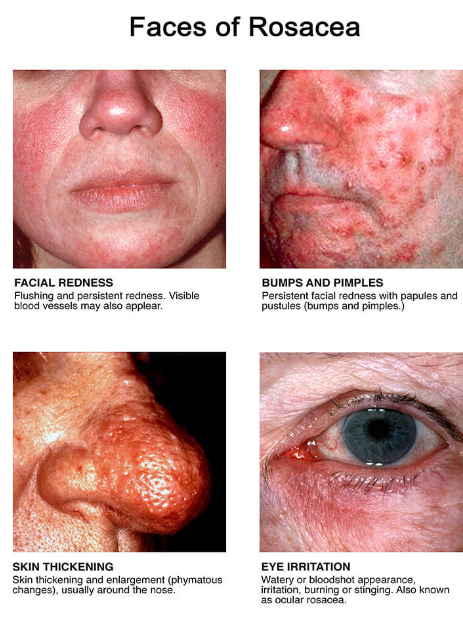 Faces of Rosacea
FACIAL REDNESS
Flushing and persistent redness. Visible
blood vessels may also applear.
BUMPS AND PIMPLES
Persistent facial redness with papules and
pustules (bumps and pimples.)
SKIN THICKENING
Skin thickening and enlargement (phymatous
changes), usually around the nose.
EYE IRRITATION
Watery or bloodshot appearance,
irritation, burning or stinging. Also known
as ocular rosacea.